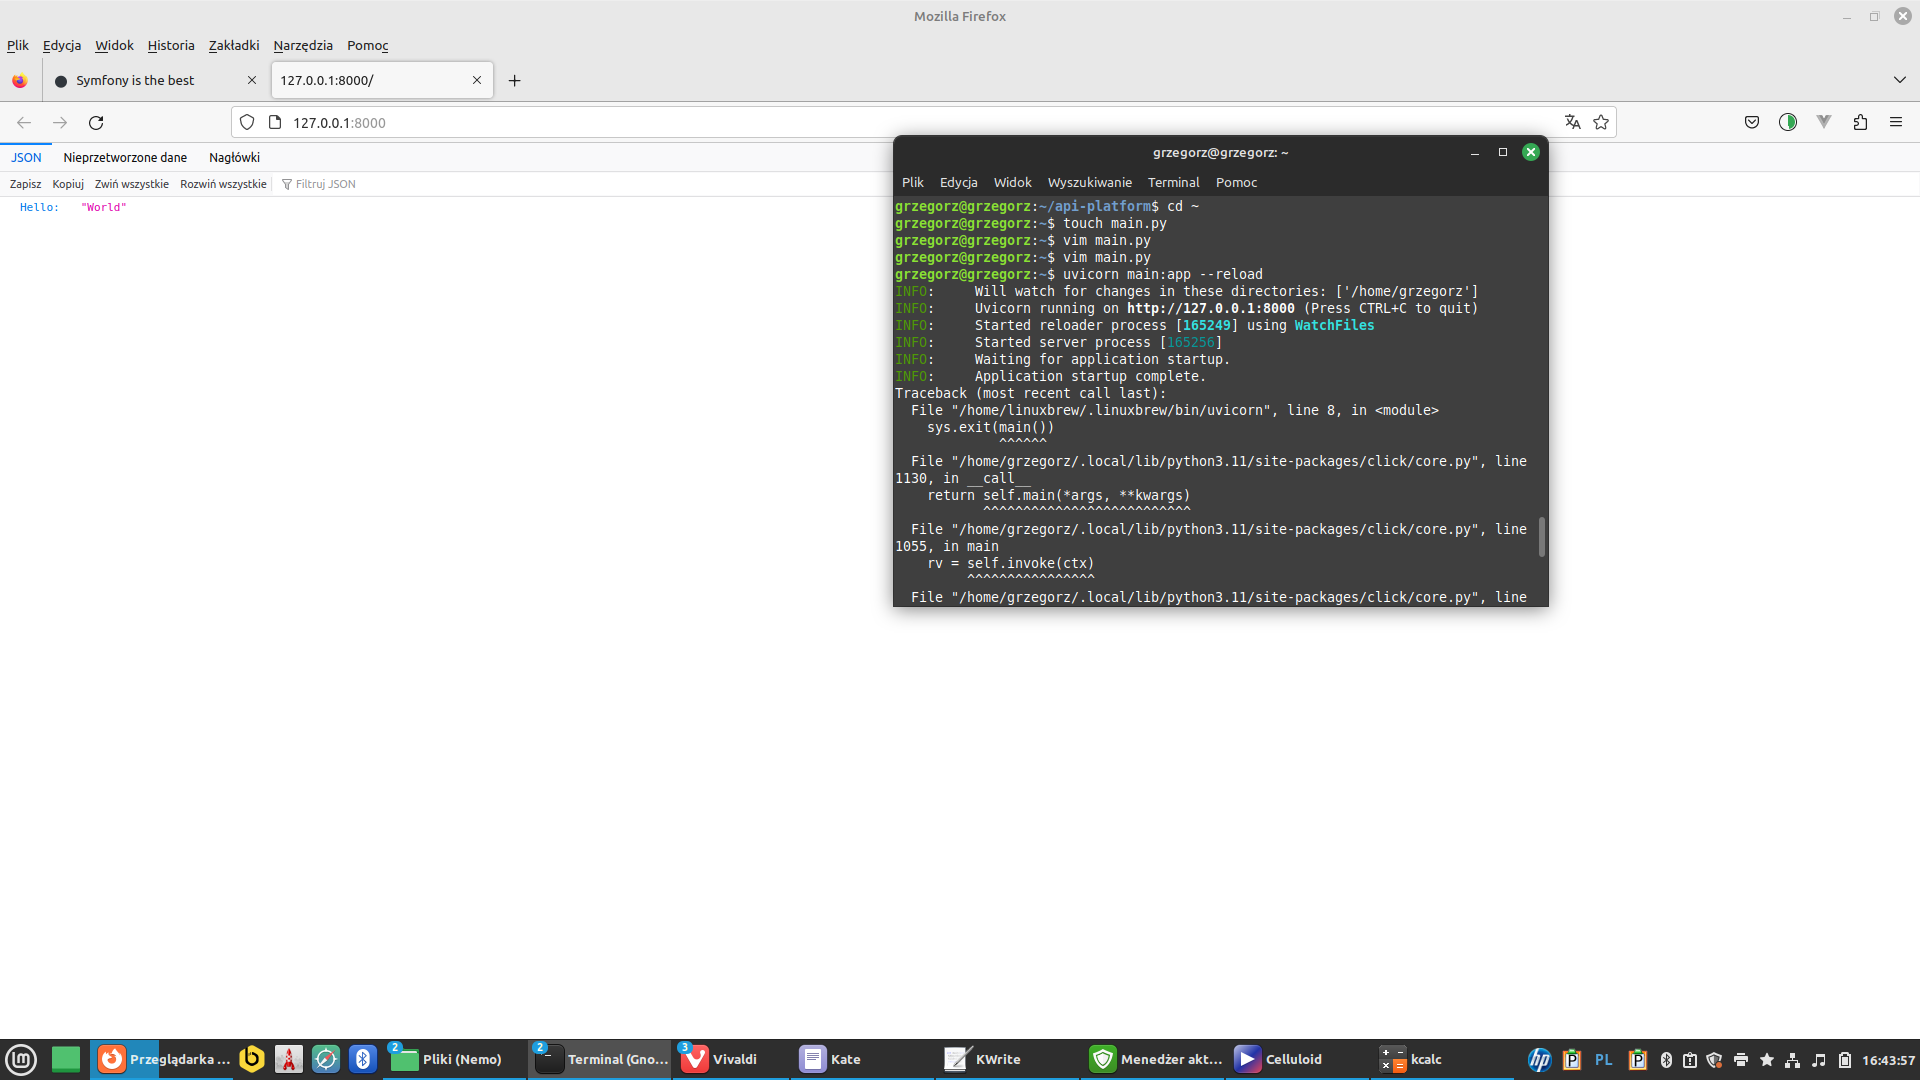 Mozilla Firefox
Plik Edycja Widok Historia Zakładki Narzędzia Pomoc
Symfony is the best
127.0.0.1:8000/
127.0.0.1:8000
JSON Nieprzetworzone dane Nagłówki
Zapisz Kopiuj Zwiń wszystkie Rozwiń wszystkie Filtruj JSON
Hello: "World"
grzegorz@grzegorz: ~
Plik Edycja Widok Wyszukiwanie Terminal Pomoc
grzegorz@grzegorz:~/api-platform$ cd ~
grzegorz@grzegorz:~$ touch main.py
grzegorz@grzegorz:~$ vim main.py
grzegorz@grzegorz:~$ vim main.py
grzegorz@grzegorz:~$ uvicorn main:app --reload
INFO: Will watch for changes in these directories: ['/home/grzegorz']
INFO: Uvicorn running on http://127.0.0.1:8000 (Press CTRL+C to quit)
INFO: Started reloader process [165249] using WatchFiles
INFO: Started server process [165256]
INFO: Waiting for application startup.
INFO: Application startup complete.
Traceback (most recent call last):
File "/home/linuxbrew/.linuxbrew/bin/uvicorn", line 8, in <module>
sys.exit(main())
^^^^^^
File "/home/grzegorz/.local/lib/python3.11/site-packages/click/core.py", line
1130, in __call__
return self.main(*args, **kwargs)
^^^^^^^^^^^^^^^^^^^^^^^^^^
File "/home/grzegorz/.local/lib/python3.11/site-packages/click/core.py", line
1055, in main
rv = self.invoke(ctx)
^^^^^^^^^^^^^^^^
File "/home/grzegorz/.local/lib/python3.11/site-packages/click/core.py", line
Przeglądarka ... 2 Pliki (Nemo) 2 Terminal (Gno... 3 Vivaldi Kate KWrite Menedżer akt... Celluloid kcalc hp P PL P 16:43:57